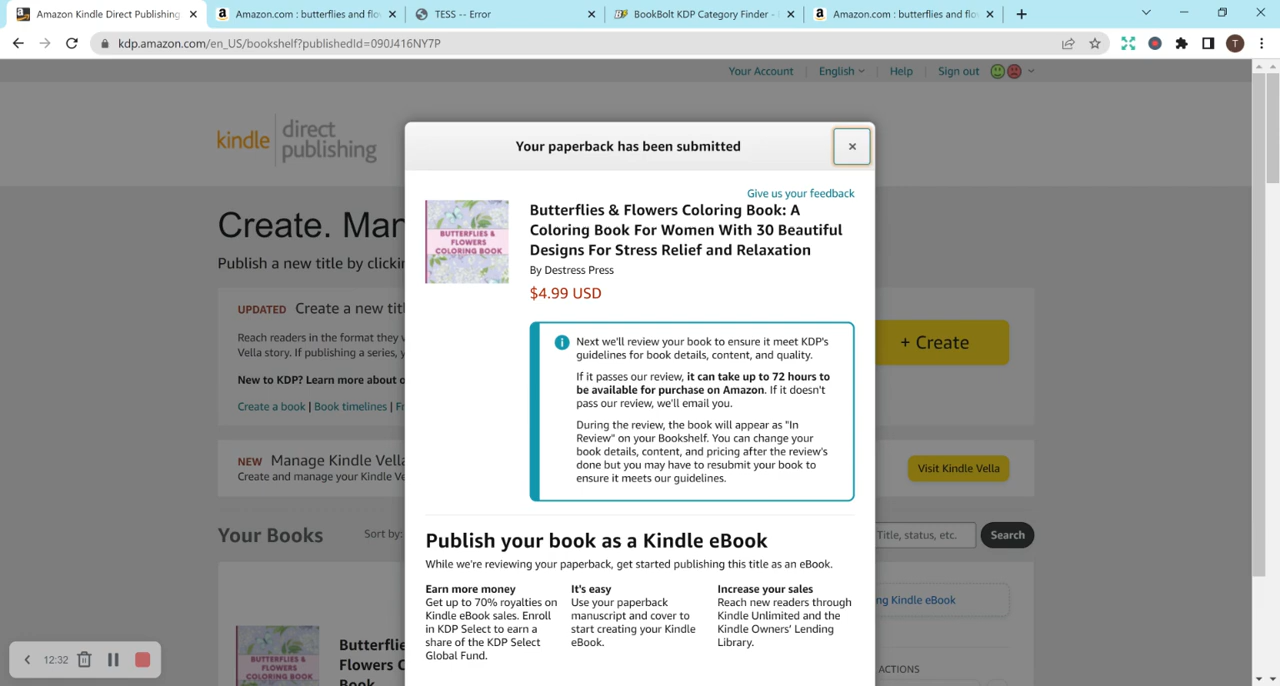 Amazon Kindle Direct Publishing
Amazon.com : butterflies and flo
TESS -- Error
BookBolt KDP Category Finder -
Amazon.com : butterflies and flo
kdp.amazon.com/en_US/bookshelf?publishedId=090J416NY7P
T
Your Account
English
Help
Sign out
kindle direct publishing
Create. Man
Publish a new title by clickin
UPDATED Create a new titl
Reach readers in the format they v
Vella story. If publishing a series, y
New to KDP? Learn more about o
Create a book | Book timelines | Fr
+ Create
NEW Manage Kindle Vella
Create and manage your Kindle Ve
Visit Kindle Vella
Your Books
Sort by:
Title, status, etc.
Search
ng Kindle eBook
Butterflie
Flowers Co
Book
BUTTERFLIES &
FLOWERS
COLORING BOOK
ACTIONS
Your paperback has been submitted
×
Give us your feedback
BUTTERFLIES &
FLOWERS
COLORING BOOK
Butterflies & Flowers Coloring Book: A
Coloring Book For Women With 30 Beautiful
Designs For Stress Relief and Relaxation
By Destress Press
$4.99 USD
Next we'll review your book to ensure it meet KDP's
guidelines for book details, content, and quality.
If it passes our review, it can take up to 72 hours to
be available for purchase on Amazon. If it doesn't
pass our review, we'll email you.
During the review, the book will appear as "In
Review" on your Bookshelf. You can change your
book details, content, and pricing after the review's
done but you may have to resubmit your book to
ensure it meets our guidelines.
Publish your book as a Kindle eBook
While we're reviewing your paperback, get started publishing this title as an eBook.
Earn more money
Get up to 70% royalties on
Kindle eBook sales. Enroll
in KDP Select to earn a
share of the KDP Select
Global Fund.
It's easy
Use your paperback
manuscript and cover to
start creating your Kindle
eBook.
Increase your sales
Reach new readers through
Kindle Unlimited and the
Kindle Owners' Lending
Library.
12:32